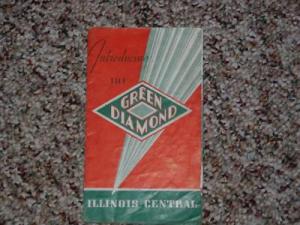 Introducing
THE
GREEN
DIAMOND
ILLINOIS CENTRAL